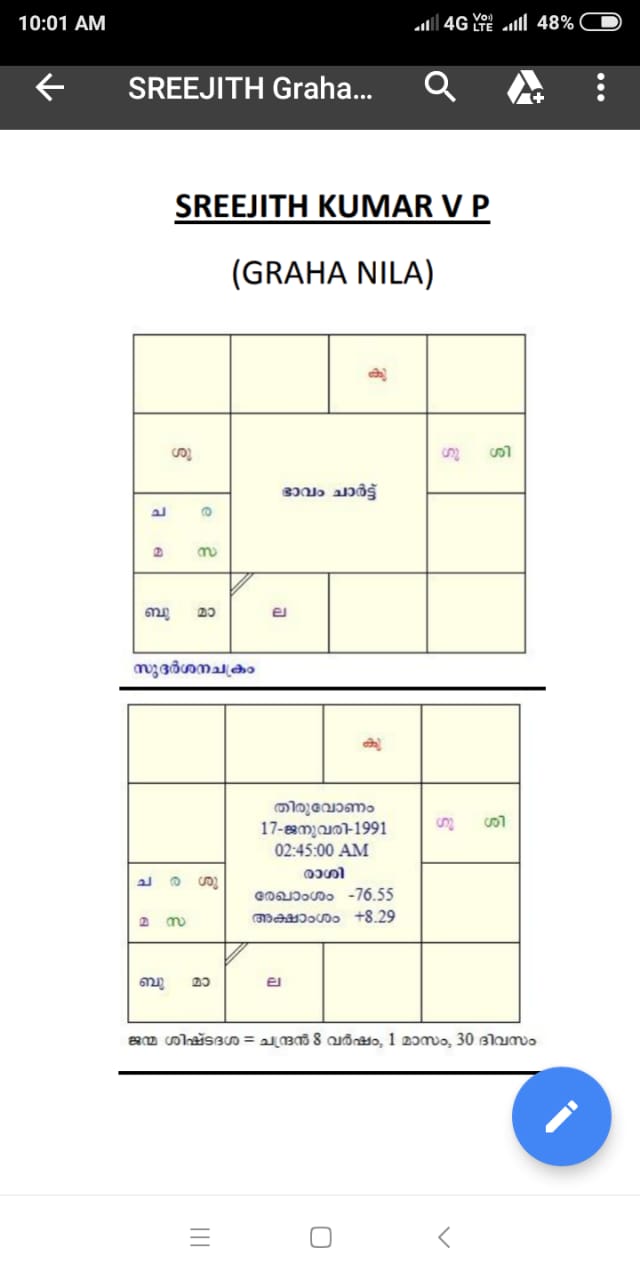 10:01 AM 4G Vo) LTE 48%
SREEJITH Graha...
SREEJITH KUMAR V P
(GRAHA NILA)
കു
ശു ഗു ശി
ഭാവം ചാർട്ട്
ച ര
മ സ
ബു മാ ല
സുദർശനചക്രം
കു
തിരുവോണം
17-ജനുവരി-1991 ഗു ശി
02:45:00 AM
രാശി
ച ര ശു രേഖാംശം -76.55
മ സ അക്ഷാംശം +8.29
ബു മാ ല
ജന്മ ശിഷ്ടദശ = ചന്ദ്രൻ 8 വർഷം, 1 മാസം, 30 ദിവസം